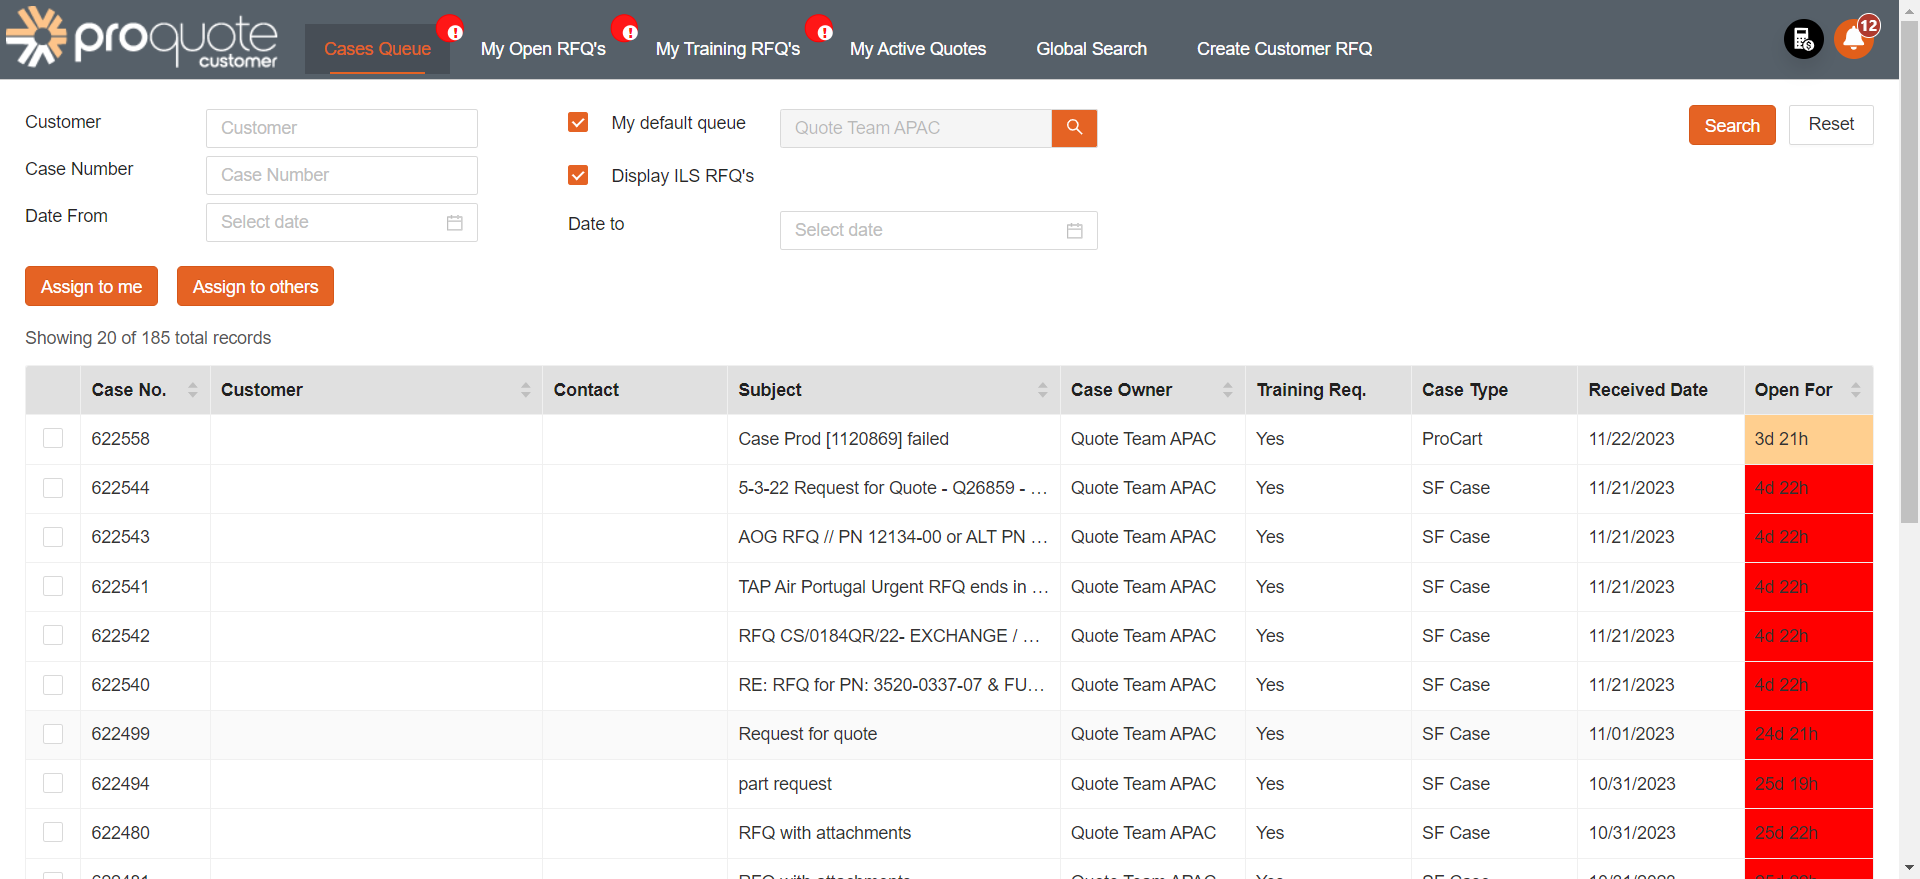 proquote
customer
Cases Queue
My Open RFQ's
My Training RFQ's
My Active Quotes
Global Search
Create Customer RFQ
12
Customer
Customer
My default queue
Quote Team APAC
Search
Reset
Case Number
Case Number
Display ILS RFQ's
Date From
Select date
Date to
Select date
Assign to me
Assign to others
Showing 20 of 185 total records
Case No. Customer Contact Subject Case Owner Training Req. Case Type Received Date Open For
622558 Case Prod [1120869] failed Quote Team APAC Yes ProCart 11/22/2023 3d 21h
622544 5-3-22 Request for Quote - Q26859 - ... Quote Team APAC Yes SF Case 11/21/2023 4d 22h
622543 AOG RFQ // PN 12134-00 or ALT PN ... Quote Team APAC Yes SF Case 11/21/2023 4d 22h
622541 TAP Air Portugal Urgent RFQ ends in ... Quote Team APAC Yes SF Case 11/21/2023 4d 22h
622542 RFQ CS/0184QR/22- EXCHANGE / ... Quote Team APAC Yes SF Case 11/21/2023 4d 22h
622540 RE: RFQ for PN: 3520-0337-07 & FU... Quote Team APAC Yes SF Case 11/21/2023 4d 22h
622499 Request for quote Quote Team APAC Yes SF Case 11/01/2023 24d 21h
622494 part request Quote Team APAC Yes SF Case 10/31/2023 25d 19h
622480 RFQ with attachments Quote Team APAC Yes SF Case 10/31/2023 25d 22h